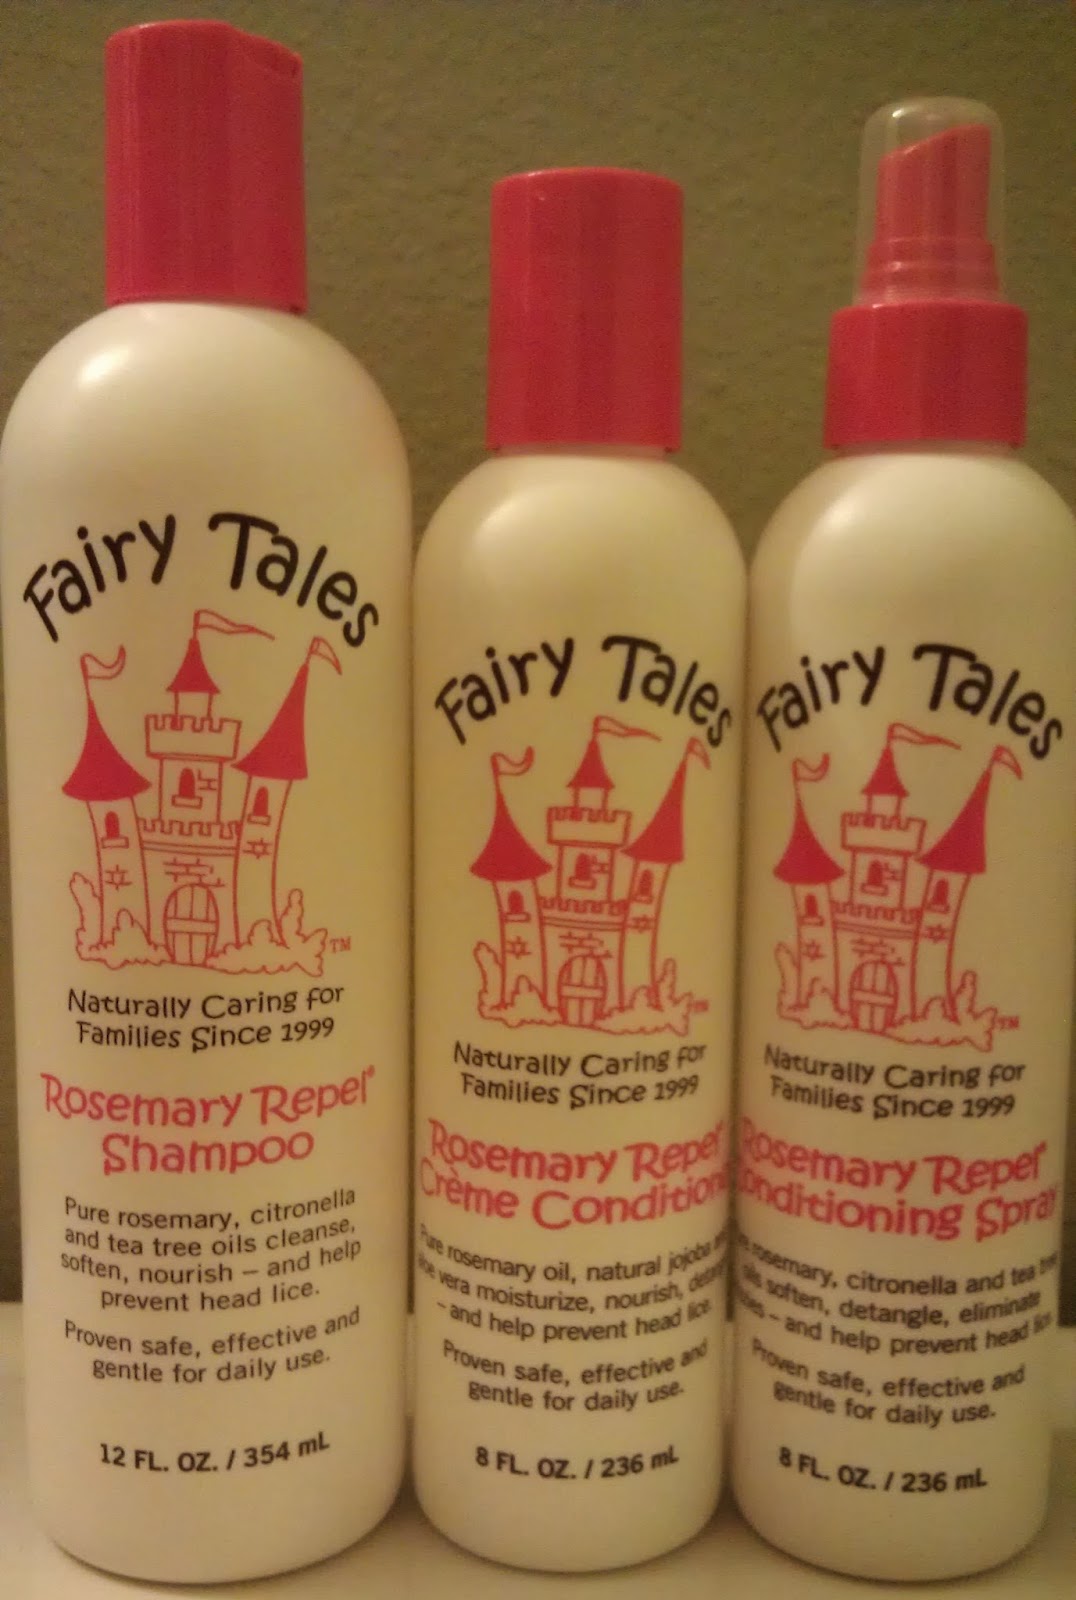 Fairy Tales
TM
Naturally Caring for
Families Since 1999
Rosemary Repel®
Shampoo
Pure rosemary, citronella
and tea tree oils cleanse,
soften, nourish – and help
prevent head lice.
Proven safe, effective and
gentle for daily use.
12 FL. OZ. / 354 mL
Fairy Tales
TM
Naturally Caring for
Families Since 1999
Rosemary Repel
Crème Condition
Pure rosemary oil, natural jojoba
vera moisturize, nourish,
– and help prevent head lice.
Proven safe, effective and
gentle for daily use.
8 FL. OZ. / 236 mL
Fairy Tales
TM
Naturally Caring for
Families Since 1999
Rosemary Repel®
Conditioning Spray
rosemary, citronella and tea tree
oils soften, detangle, eliminate
– and help prevent head lice.
Proven safe, effective and
gentle for daily use.
8 FL. OZ. / 236 mL